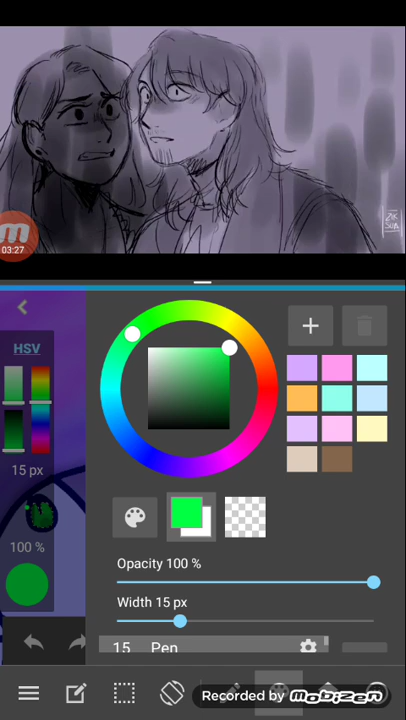 03:27
HSV
15 px
100 %
Opacity 100 %
Width 15 px
15 Pen
Recorded by MOBIZEN